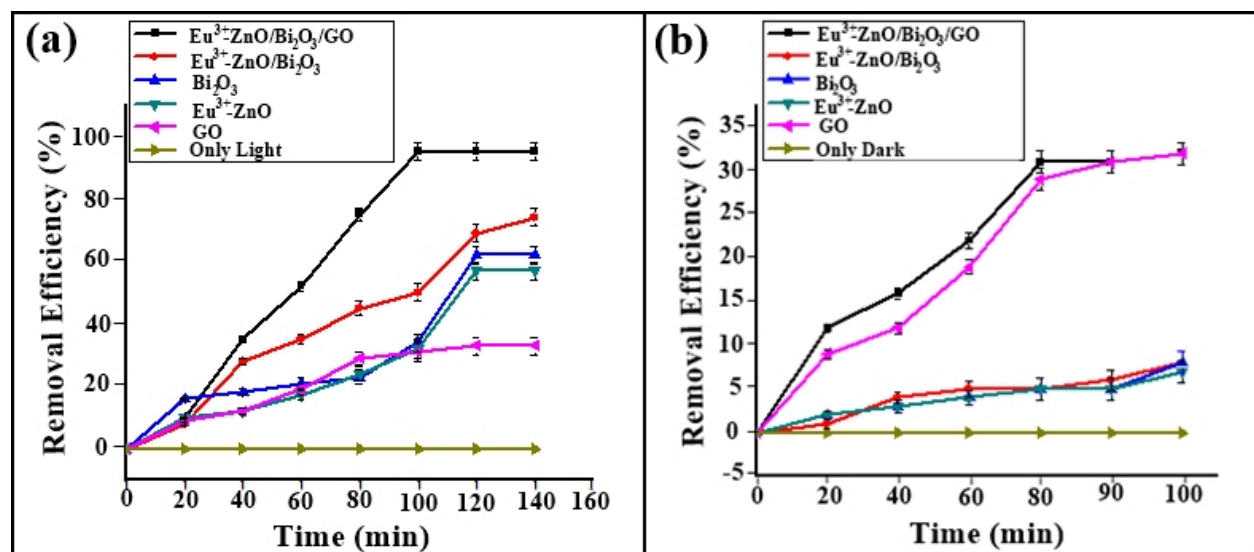 (a)
Eu³⁺-ZnO/Bi₂O₃/GO
Eu³⁺-ZnO/Bi₂O₃
Bi₂O₃
Eu³⁺-ZnO
GO
Only Light
Removal Efficiency (%)
100
80
60
40
20
0
0 20 40 60 80 100 120 140 160
Time (min)
(b)
Eu³⁺-ZnO/Bi₂O₃/GO
Eu³⁺-ZnO/Bi₂O₃
Bi₂O₃
Eu³⁺-ZnO
GO
Only Dark
Removal Efficiency (%)
35
30
25
20
15
10
5
0
-5
0 20 40 60 80 90 100
Time (min)